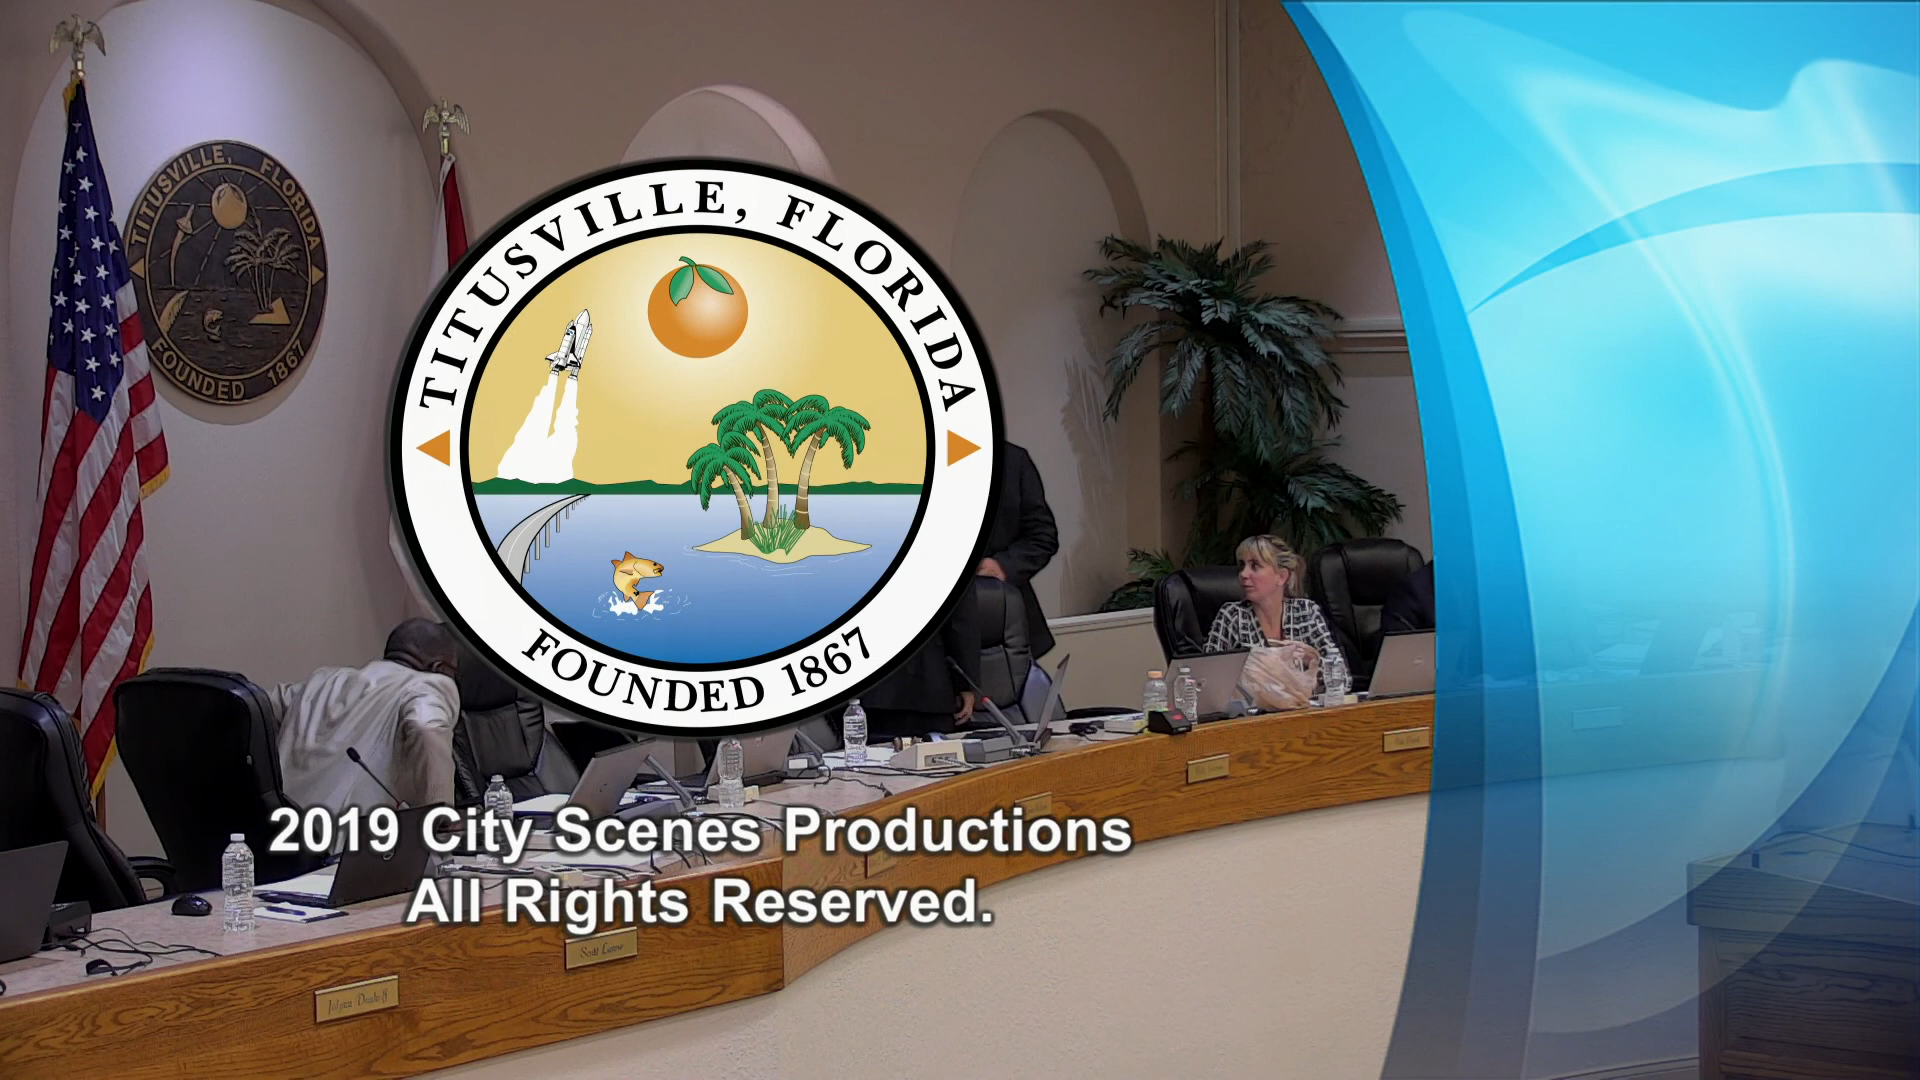 TITUSVILLE, FLORIDA
FOUNDED 1867
TITUSVILLE, FLORIDA
FOUNDED 1867
2019 City Scenes Productions
All Rights Reserved.